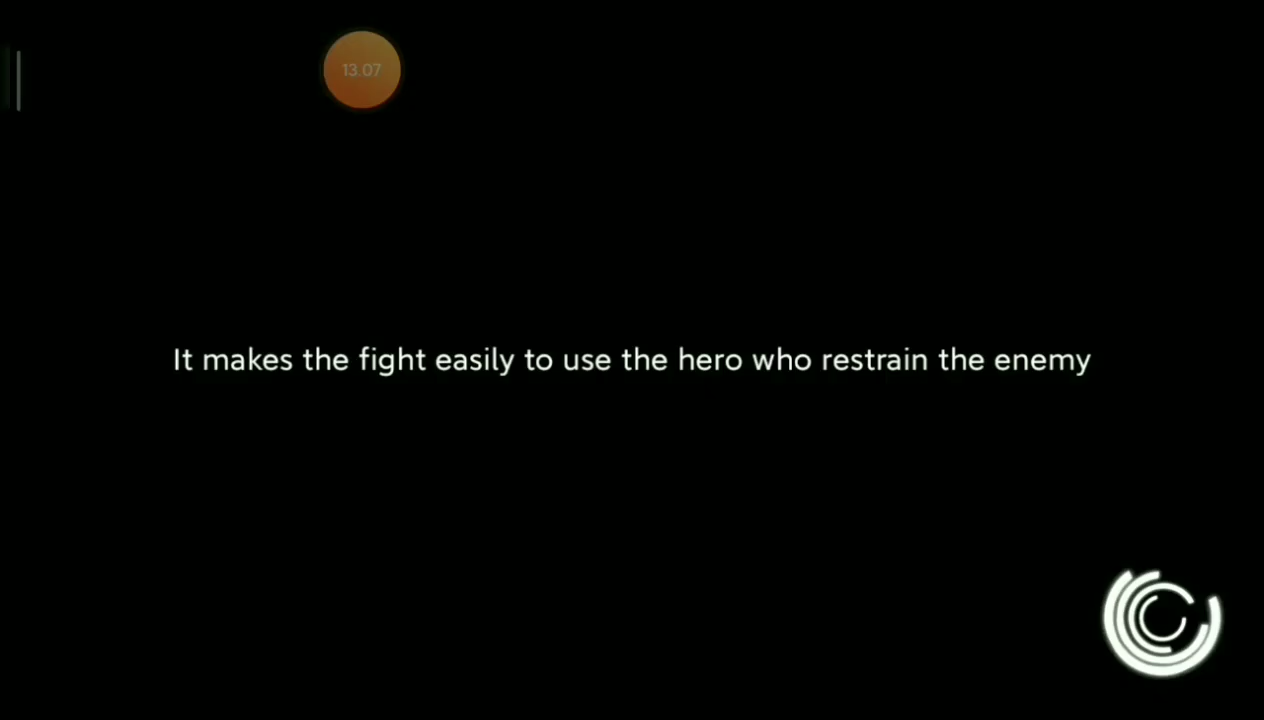 13.07
It makes the fight easily to use the hero who restrain the enemy